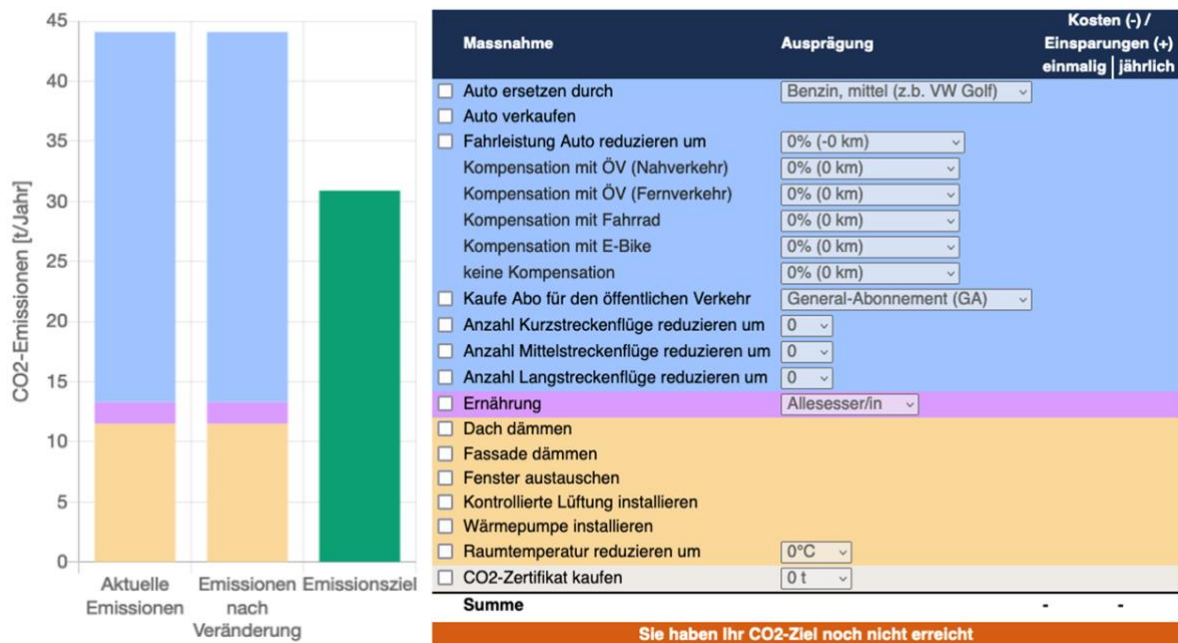 45
40
35
30
25
20
15
10
5
0
CO2-Emissionen [t/Jahr]
Aktuelle
Emissionen
Emissionen
nach
Veränderung
Emissionsziel
Kosten (-) /
Massnahme Ausprägung Einsparungen (+)
einmalig jährlich
Auto ersetzen durch Benzin, mittel (z.b. VW Golf)
Auto verkaufen
Fahrleistung Auto reduzieren um 0% (-0 km)
Kompensation mit ÖV (Nahverkehr) 0% (0 km)
Kompensation mit ÖV (Fernverkehr) 0% (0 km)
Kompensation mit Fahrrad 0% (0 km)
Kompensation mit E-Bike 0% (0 km)
keine Kompensation 0% (0 km)
Kaufe Abo für den öffentlichen Verkehr General-Abonnement (GA)
Anzahl Kurzstreckenflüge reduzieren um 0
Anzahl Mittelstreckenflüge reduzieren um 0
Anzahl Langstreckenflüge reduzieren um 0
Ernährung Allesesser/in
Dach dämmen
Fassade dämmen
Fenster austauschen
Kontrollierte Lüftung installieren
Wärmepumpe installieren
Raumtemperatur reduzieren um 0°C
CO2-Zertifikat kaufen 0 t
Summe - -
Sie haben Ihr CO2-Ziel noch nicht erreicht